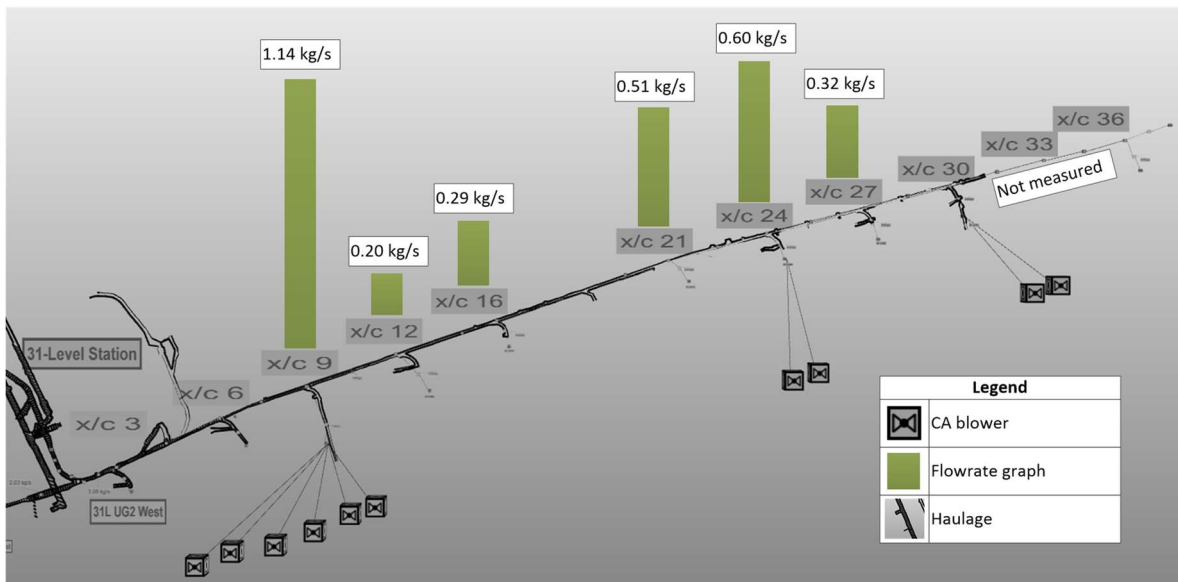 1.14 kg/s
0.60 kg/s
0.51 kg/s
0.32 kg/s
x/c 36
x/c 33
Not measured
x/c 30
0.29 kg/s
x/c 27
x/c 24
0.20 kg/s
x/c 21
x/c 16
x/c 12
31-Level Station
x/c 9
x/c 6
x/c 3
31L UG2 West
Legend
CA blower
Flowrate graph
Haulage